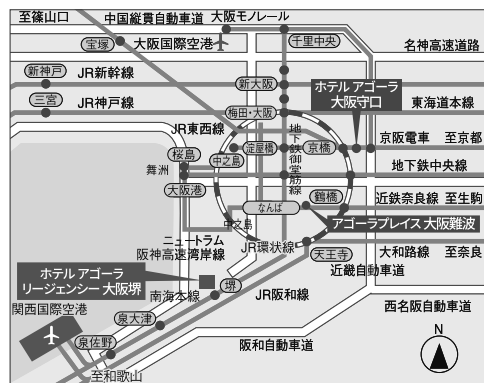 至篠山口
中国縦貫自動車道
大阪モノレール
宝塚
大阪国際空港
千里中央
名神高速道路
新神戸
JR新幹線
新大阪
ホテル アゴーラ
大阪守口
三宮
JR神戸線
梅田・大阪
東海道本線
JR東西線
地下鉄御堂筋線
京阪電車
至京都
桜島
中之島
淀屋橋
京橋
舞洲
地下鉄中央線
大阪港
鶴橋
近鉄奈良線
至生駒
なんば
中之島
アゴーラプレイス 大阪難波
ニュートラム
阪神高速湾岸線
JR環状線
天王寺
大和路線
至奈良
近畿自動車道
ホテル アゴーラ
リージェンシー 大阪堺
南海本線
堺
JR阪和線
関西国際空港
西名阪自動車道
泉大津
泉佐野
阪和自動車道
N
至和歌山